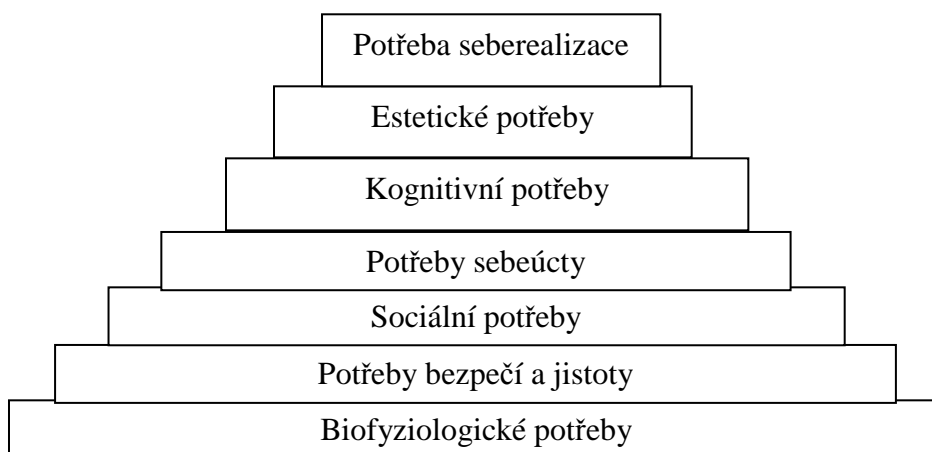 Potřeba seberealizace
Estetické potřeby
Kognitivní potřeby
Potřeby sebeúcty
Sociální potřeby
Potřeby bezpečí a jistoty
Biofyziologické potřeby